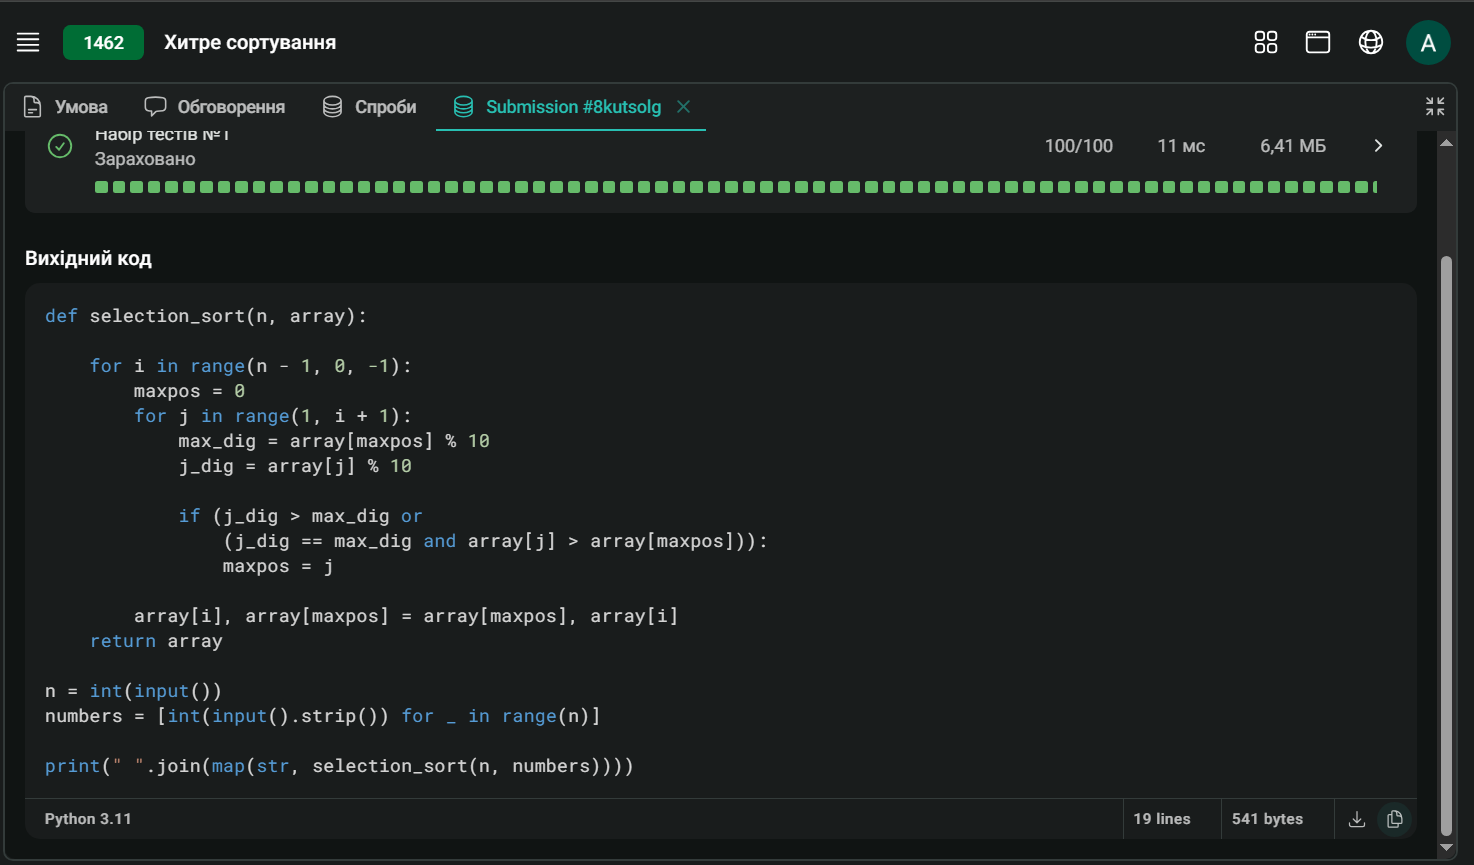 1462 Хитре сортування A
Умова Обговорення Спроби Submission #8kutsolg
Набір тестів №1
Зараховано 100/100 11 мс 6,41 МБ
Вихідний код
def selection_sort(n, array):
    for i in range(n - 1, 0, -1):
        maxpos = 0
        for j in range(1, i + 1):
            max_dig = array[maxpos] % 10
            j_dig = array[j] % 10
            if (j_dig > max_dig or
                (j_dig == max_dig and array[j] > array[maxpos])):
                maxpos = j
        array[i], array[maxpos] = array[maxpos], array[i]
    return array
n = int(input())
numbers = [int(input().strip()) for _ in range(n)]
print(" ".join(map(str, selection_sort(n, numbers))))
Python 3.11 19 lines 541 bytes